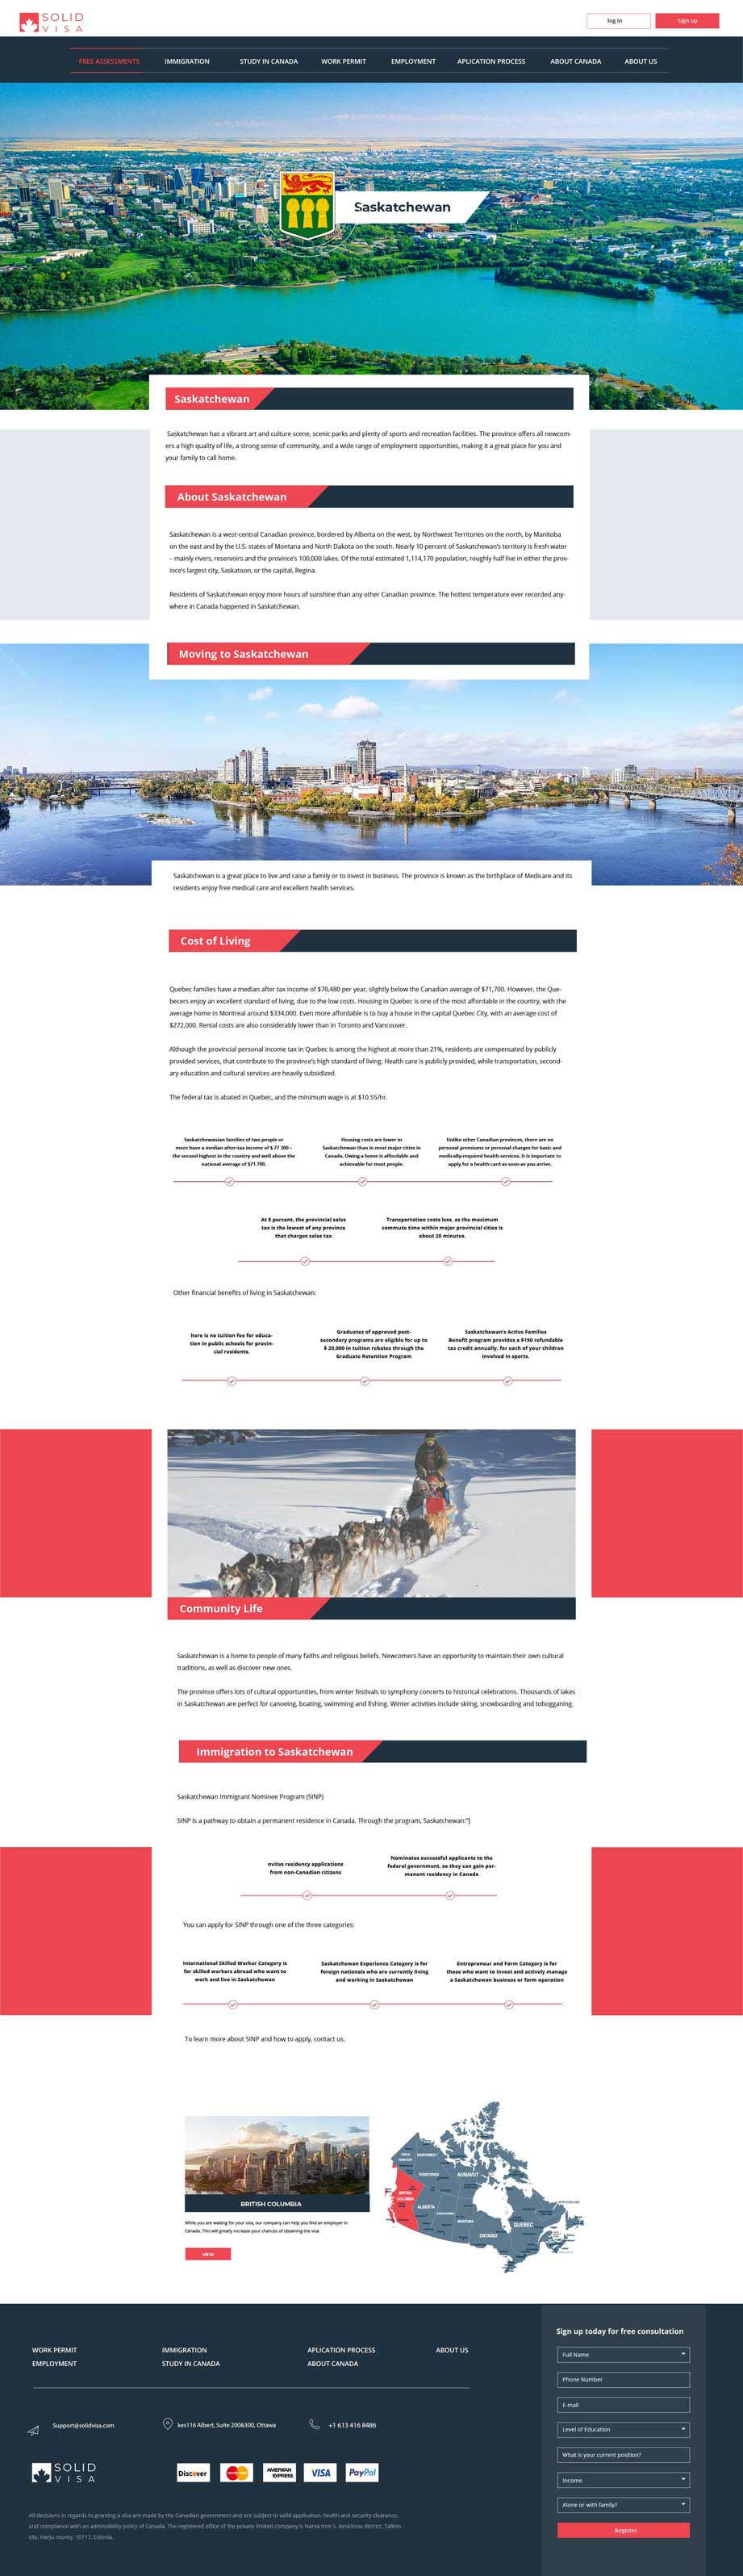 SOLID
VISA
log in
Sign up
FREE ASSESSMENTS
IMMIGRATION
STUDY IN CANADA
WORK PERMIT
EMPLOYMENT
APLICATION PROCESS
ABOUT CANADA
ABOUT US
Saskatchewan
Saskatchewan
Saskatchewan has a vibrant art and culture scene, scenic parks and plenty of sports and recreation facilities. The province offers all newcom-
ers a high quality of life, a strong sense of community, and a wide range of employment opportunities, making it a great place for you and
your family to call home.
About Saskatchewan
Saskatchewan is a west-central Canadian province, bordered by Alberta on the west, by Northwest Territories on the north, by Manitoba
on the east and by the U.S. states of Montana and North Dakota on the south. Nearly 10 percent of Saskatchewan's territory is fresh water
– mainly rivers, reservoirs and the province's 100,000 lakes. Of the total estimated 1,114,170 population, roughly half live in either the prov-
ince's largest city, Saskatoon, or the capital, Regina.
Residents of Saskatchewan enjoy more hours of sunshine than any other Canadian province. The hottest temperature ever recorded any-
where in Canada happened in Saskatchewan.
Moving to Saskatchewan
Saskatchewan is a great place to live and raise a family or to invest in business. The province is known as the birthplace of Medicare and its
residents enjoy free medical care and excellent health services.
Cost of Living
Quebec families have a median after tax income of $70,480 per year, slightly below the Canadian average of $71,700. However, the Que-
becers enjoy an excellent standard of living, due to the low costs. Housing in Quebec is one of the most affordable in the country, with the
average home in Montreal around $334,000. Even more affordable is to buy a house in the capital Quebec City, with an average cost of
$272,000. Rental costs are also considerably lower than in Toronto and Vancouver.
Although the provincial personal income tax in Quebec is among the highest at more than 21%, residents are compensated by publicly
provided services, that contribute to the province's high standard of living. Health care is publicly provided, while transportation, second-
ary education and cultural services are heavily subsidized.
The federal tax is abated in Quebec, and the minimum wage is at $10.55/hr.
Saskatchewanian families of two people or
more have a median after-tax income of $ 77 300 –
the second highest in the country and well above the
national average of $71 700.
Housing costs are lower in
Saskatchewan than in most major cities in
Canada. Owing a home is affordable and
achievable for most people.
Unlike other Canadian provinces, there are no
personal premiums or personal charges for basic and
medically-required health services. It is important to
apply for a health card as soon as you arrive.
At 5 percent, the provincial sales
tax is the lowest of any province
that charges sales tax
Transportation costs less, as the maximum
commute time within major provincial cities is
about 20 minutes.
Other financial benefits of living in Saskatchewan:
here is no tuition fee for educa-
tion in public schools for provin-
cial residents.
Graduates of approved post-
secondary programs are eligible for up to
$ 20,000 in tuition rebates through the
Graduate Retention Program
Saskatchewan's Active Families
Benefit program provides a $150 refundable
tax credit annually, for each of your children
involved in sports.
Community Life
Saskatchewan is a home to people of many faiths and religious beliefs. Newcomers have an opportunity to maintain their own cultural
traditions, as well as discover new ones.
The province offers lots of cultural opportunities, from winter festivals to symphony concerts to historical celebrations. Thousands of lakes
in Saskatchewan are perfect for canoeing, boating, swimming and fishing. Winter activities include skiing, snowboarding and tobogganing.
Immigration to Saskatchewan
Saskatchewan Immigrant Nominee Program (SINP)
SINP is a pathway to obtain a permanent residence in Canada. Through the program, Saskatchewan:"]
nvites residency applications
from non-Canadian citizens
Nominates successful applicants to the
federal government, so they can gain per-
manent residency in Canada
You can apply for SINP through one of the three categories:
International Skilled Worker Category is
for skilled workers abroad who want to
work and live in Saskatchewan
Saskatchewan Experience Category is for
foreign nationals who are currently living
and working in Saskatchewan
Entrepreneur and Farm Category is for
those who want to invest and actively manage
a Saskatchewan business or farm operation
To learn more about SINP and how to apply, contact us.
BRITISH COLUMBIA
While you are waiting for your visa, our company can help you find an employer in
Canada. This will greatly increase your chances of obtaining the visa
VIEW
NUNAVUT
TERRITORIES
BRITISH
COLUMBIA
ALBERTA
MANITOBA
ONTARIO
QUEBEC
WORK PERMIT
EMPLOYMENT
IMMIGRATION
STUDY IN CANADA
APLICATION PROCESS
ABOUT CANADA
ABOUT US
Support@solidvisa.com
kes116 Albert, Suite 200&300, Ottawa
+1 613 416 8486
SOLID
VISA
Discover
AMERICAN
EXPRESS
VISA
PayPal
All decisions in regards to granting a visa are made by the Canadian government and are subject to valid application, health and security clearance,
and compliance with an admissibility policy of Canada. The registered office of the private limited company is Narva mnt 5, Kesklinna district, Tallinn
city, Harju county, 10117, Estonia.
Sign up today for free consultation
Full Name
Phone Number
E-mail
Level of Education
What is your current position?
Income
Alone or with family?
Register